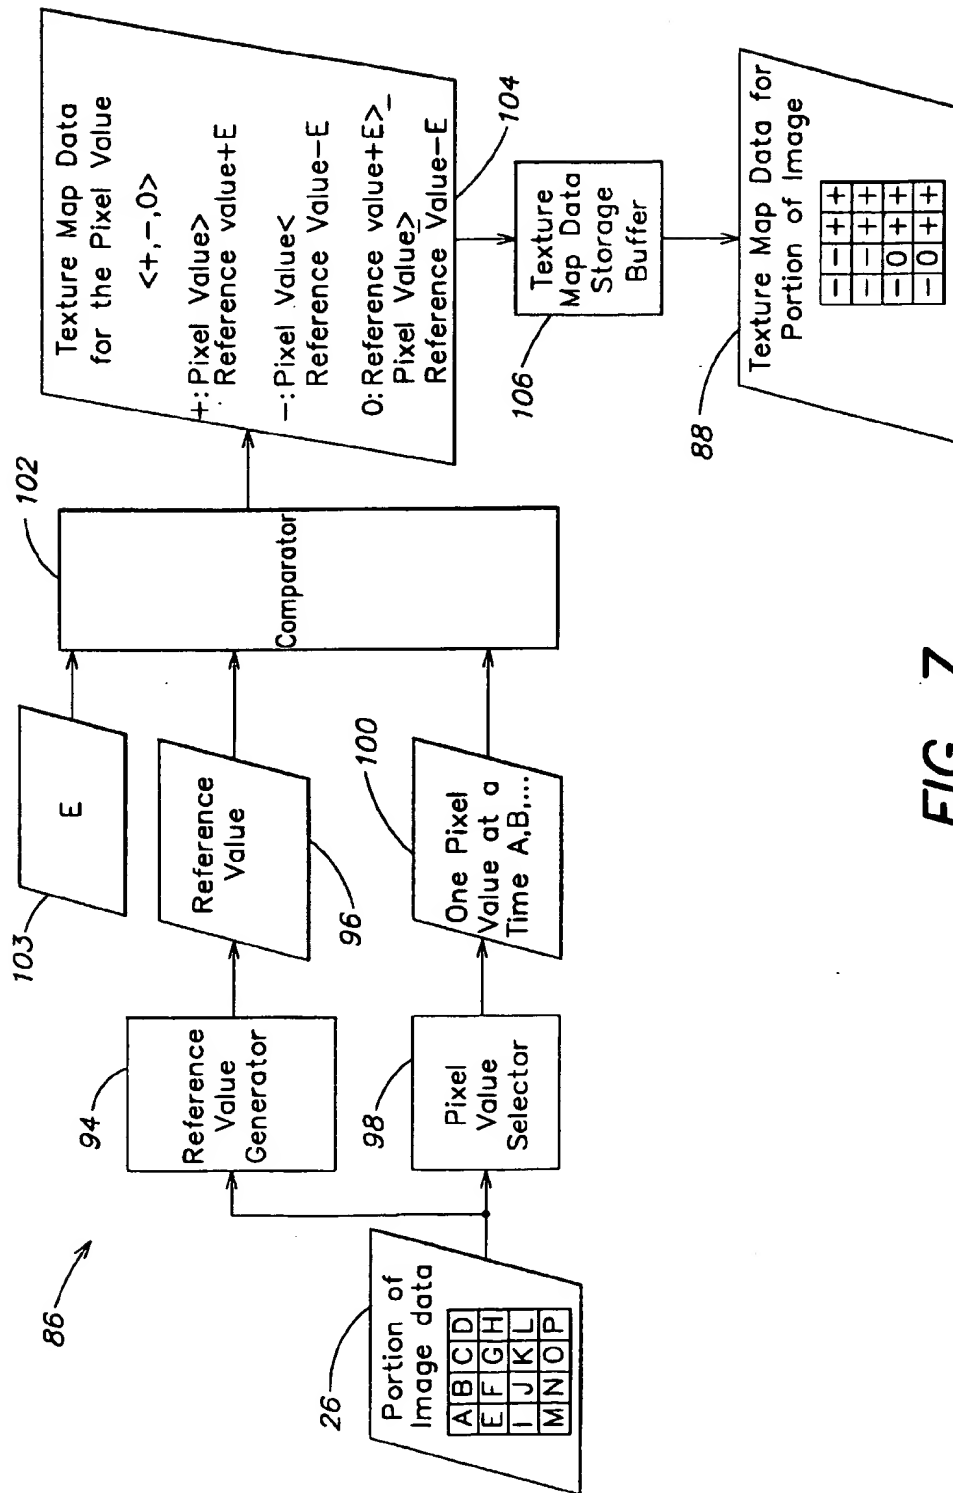 86
26
Portion of
Image data
A B C D
E F G H
I J K L
M N O P
94
Reference
Value
Generator
98
Pixel
Value
Selector
103
E
Reference
Value
96
One Pixel
Value at a
Time A,B,...
100
Comparator
102
Texture Map Data
for the Pixel Value
<+,−,0>
+:Pixel Value>
Reference value+E
−:Pixel Value<
Reference Value−E
0:Reference value+E≥
Pixel Value≥
Reference Value−E
104
Texture
Map Data
Storage
Buffer
106
Texture Map Data for
Portion of Image
− − + +
− − + +
− 0 + +
− 0 + +
88
FIG. 7